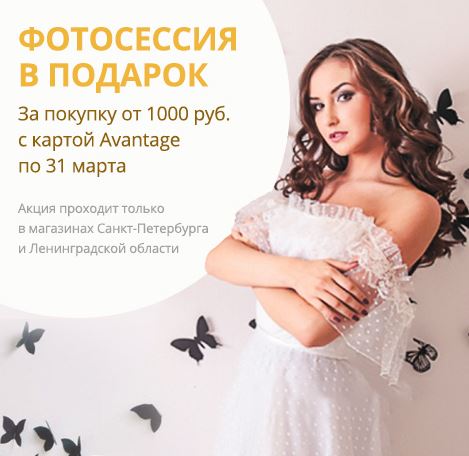 ФОТОСЕССИЯ
В ПОДАРОК
За покупку от 1000 руб.
с картой Avantage
по 31 марта
Акция проходит только
в магазинах Санкт-Петербурга
и Ленинградской области